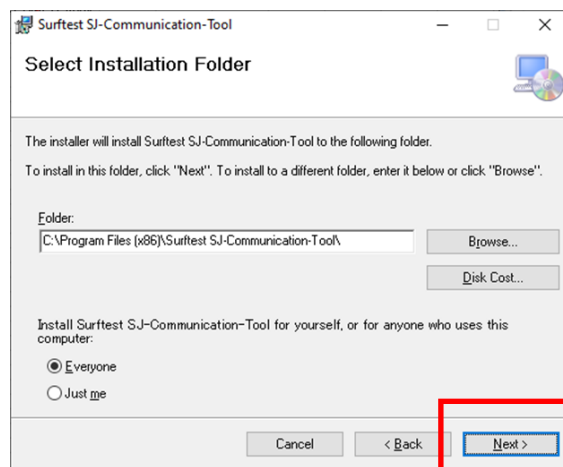 Surftest SJ-Communication-Tool
Select Installation Folder
The installer will install Surftest SJ-Communication-Tool to the following folder.
To install in this folder, click "Next". To install to a different folder, enter it below or click "Browse".
Folder:
C:\Program Files (x86)\Surftest SJ-Communication-Tool\
Browse...
Disk Cost...
Install Surftest SJ-Communication-Tool for yourself, or for anyone who uses this
computer:
Everyone
Just me
Cancel
< Back
Next >